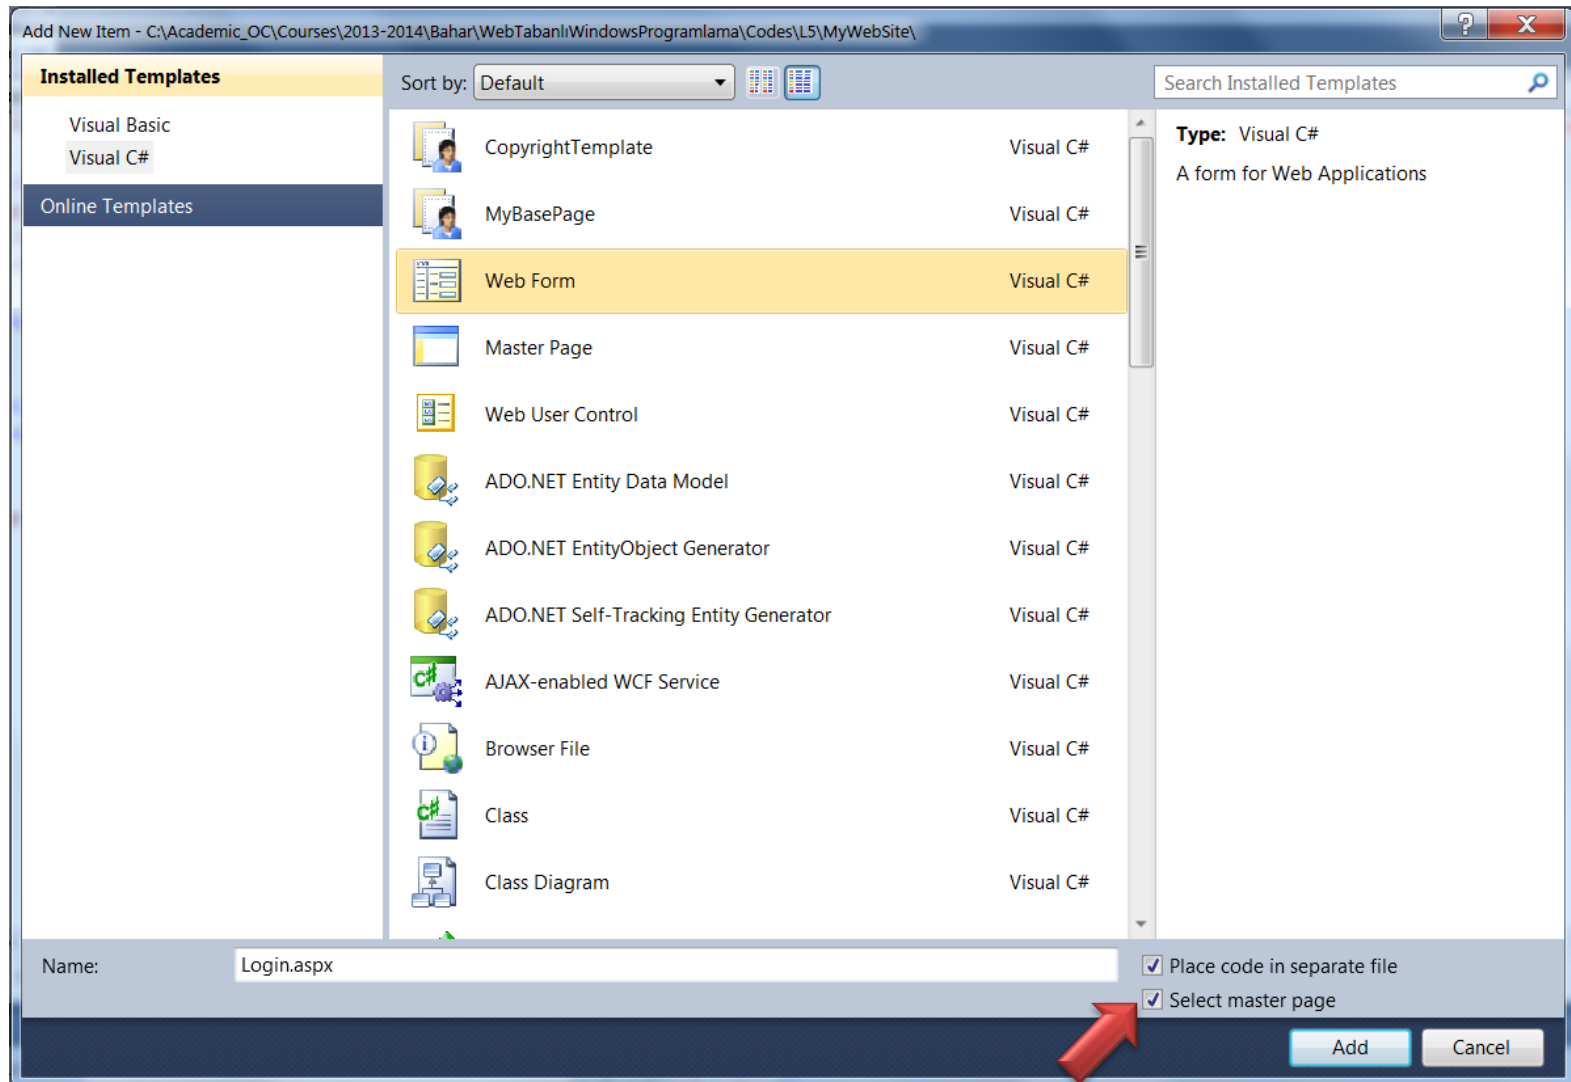 Add New Item - C:\Academic_OC\Courses\2013-2014\Bahar\WebTabanlıWindowsProgramlama\Codes\L5\MyWebSite\
Installed Templates
Visual Basic
Visual C#
Online Templates
Sort by: Default
Search Installed Templates
CopyrightTemplate Visual C#
MyBasePage Visual C#
Web Form Visual C#
Master Page Visual C#
Web User Control Visual C#
ADO.NET Entity Data Model Visual C#
ADO.NET EntityObject Generator Visual C#
ADO.NET Self-Tracking Entity Generator Visual C#
AJAX-enabled WCF Service Visual C#
Browser File Visual C#
Class Visual C#
Class Diagram Visual C#
Type: Visual C#
A form for Web Applications
Name: Login.aspx
Place code in separate file
Select master page
Add Cancel